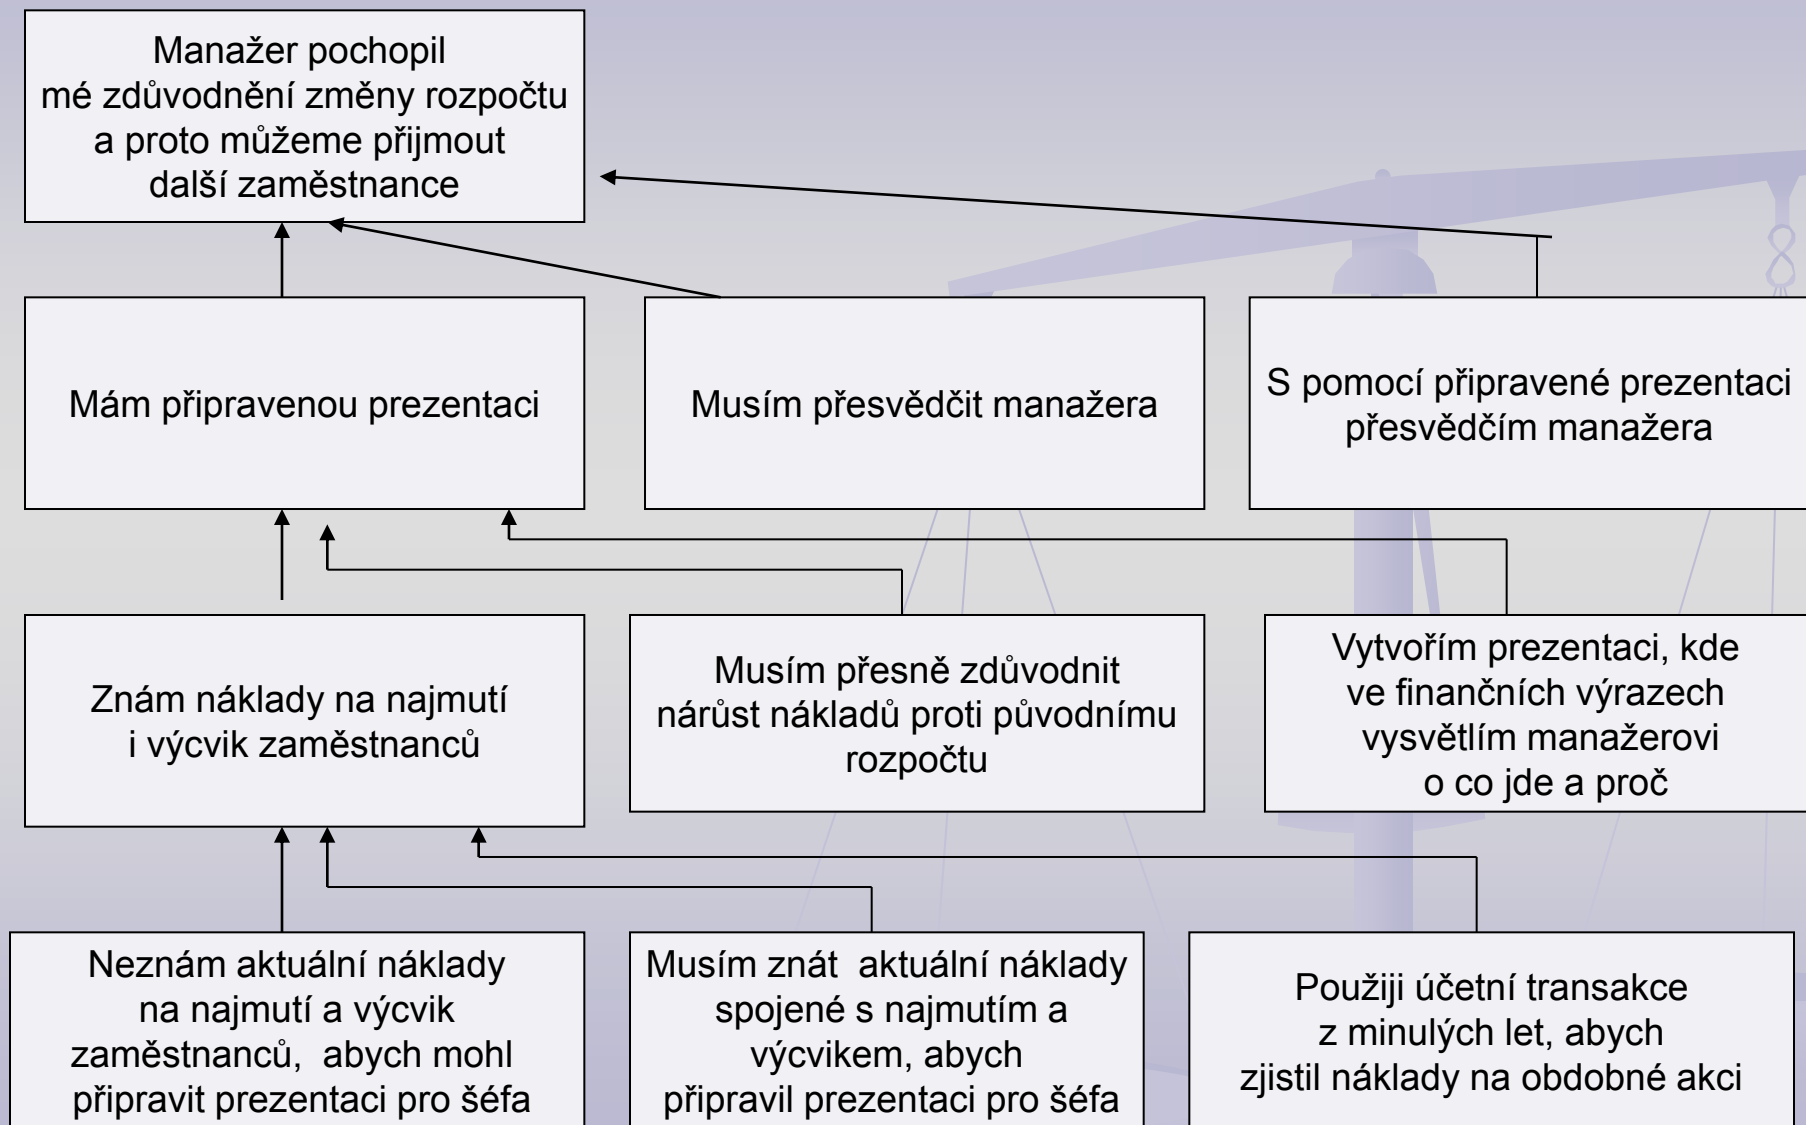 Manažer pochopil
mé zdůvodnění změny rozpočtu
a proto můžeme přijmout
další zaměstnance
Mám připravenou prezentaci
Musím přesvědčit manažera
S pomocí připravené prezentaci
přesvědčím manažera
Znám náklady na najmutí
i výcvik zaměstnanců
Musím přesně zdůvodnit
nárůst nákladů proti původnímu
rozpočtu
Vytvořím prezentaci, kde
ve finančních výrazech
vysvětlím manažerovi
o co jde a proč
Neznám aktuální náklady
na najmutí a výcvik
zaměstnanců, abych mohl
připravit prezentaci pro šéfa
Musím znát aktuální náklady
spojené s najmutím a
výcvikem, abych
připravil prezentaci pro šéfa
Použiji účetní transakce
z minulých let, abych
zjistil náklady na obdobné akci